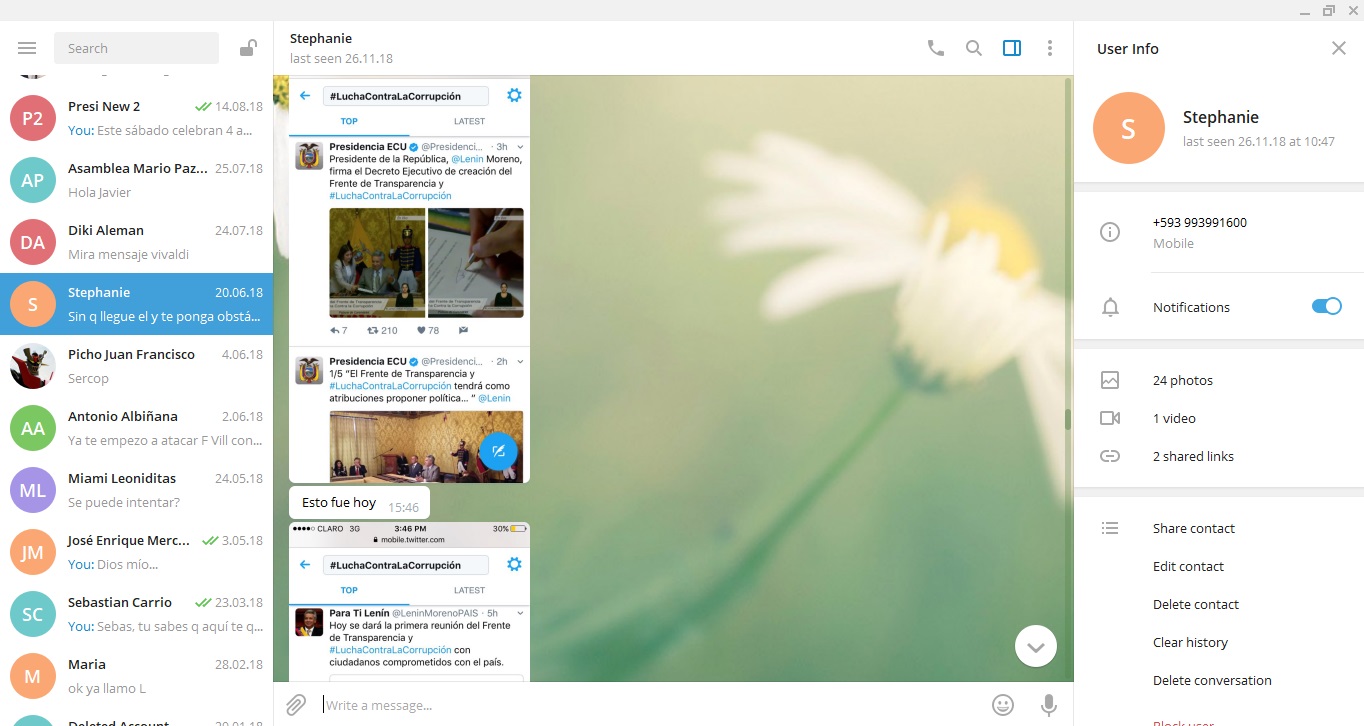 Search
P2
Presi New 2
14.08.18
You: Este sábado celebran 4 a...
AP
Asamblea Mario Paz...
25.07.18
Hola Javier
DA
Diki Aleman
24.07.18
Mira mensaje vivaldi
S
Stephanie
20.06.18
Sin q llegue el y te ponga obstá...
Picho Juan Francisco
4.06.18
Sercop
AA
Antonio Albiñana
2.06.18
Ya te empezo a atacar F Vill con...
ML
Miami Leoniditas
24.05.18
Se puede intentar?
JM
José Enrique Merc...
3.05.18
You: Dios mío...
SC
Sebastian Carrio
23.03.18
You: Sebas, tu sabes q aquí te q...
M
Maria
28.02.18
ok ya llamo L
Deleted Account
Stephanie
last seen 26.11.18
#LuchaContraLaCorrupción
TOP
LATEST
Presidencia ECU @Presidenci... · 3h
Presidente de la República, @Lenin Moreno,
firma el Decreto Ejecutivo de creación del
Frente de Transparencia y
#LuchaContraLaCorrupción
7
210
78
Presidencia ECU @Presidenci... · 2h
1/5 “El Frente de Transparencia y
#LuchaContraLaCorrupción tendrá como
atribuciones proponer política... “ @Lenin
Esto fue hoy
15:46
CLARO 3G
3:46 PM
30%
mobile.twitter.com
#LuchaContraLaCorrupción
TOP
LATEST
Para Ti Lenín @LeninMorenoPAIS · 5h
Hoy se dará la primera reunión del Frente
de Transparencia y
#LuchaContraLaCorrupción con
ciudadanos comprometidos con el país.
Write a message...
User Info
S
Stephanie
last seen 26.11.18 at 10:47
+593 993991600
Mobile
Notifications
24 photos
1 video
2 shared links
Share contact
Edit contact
Delete contact
Clear history
Delete conversation
Block user